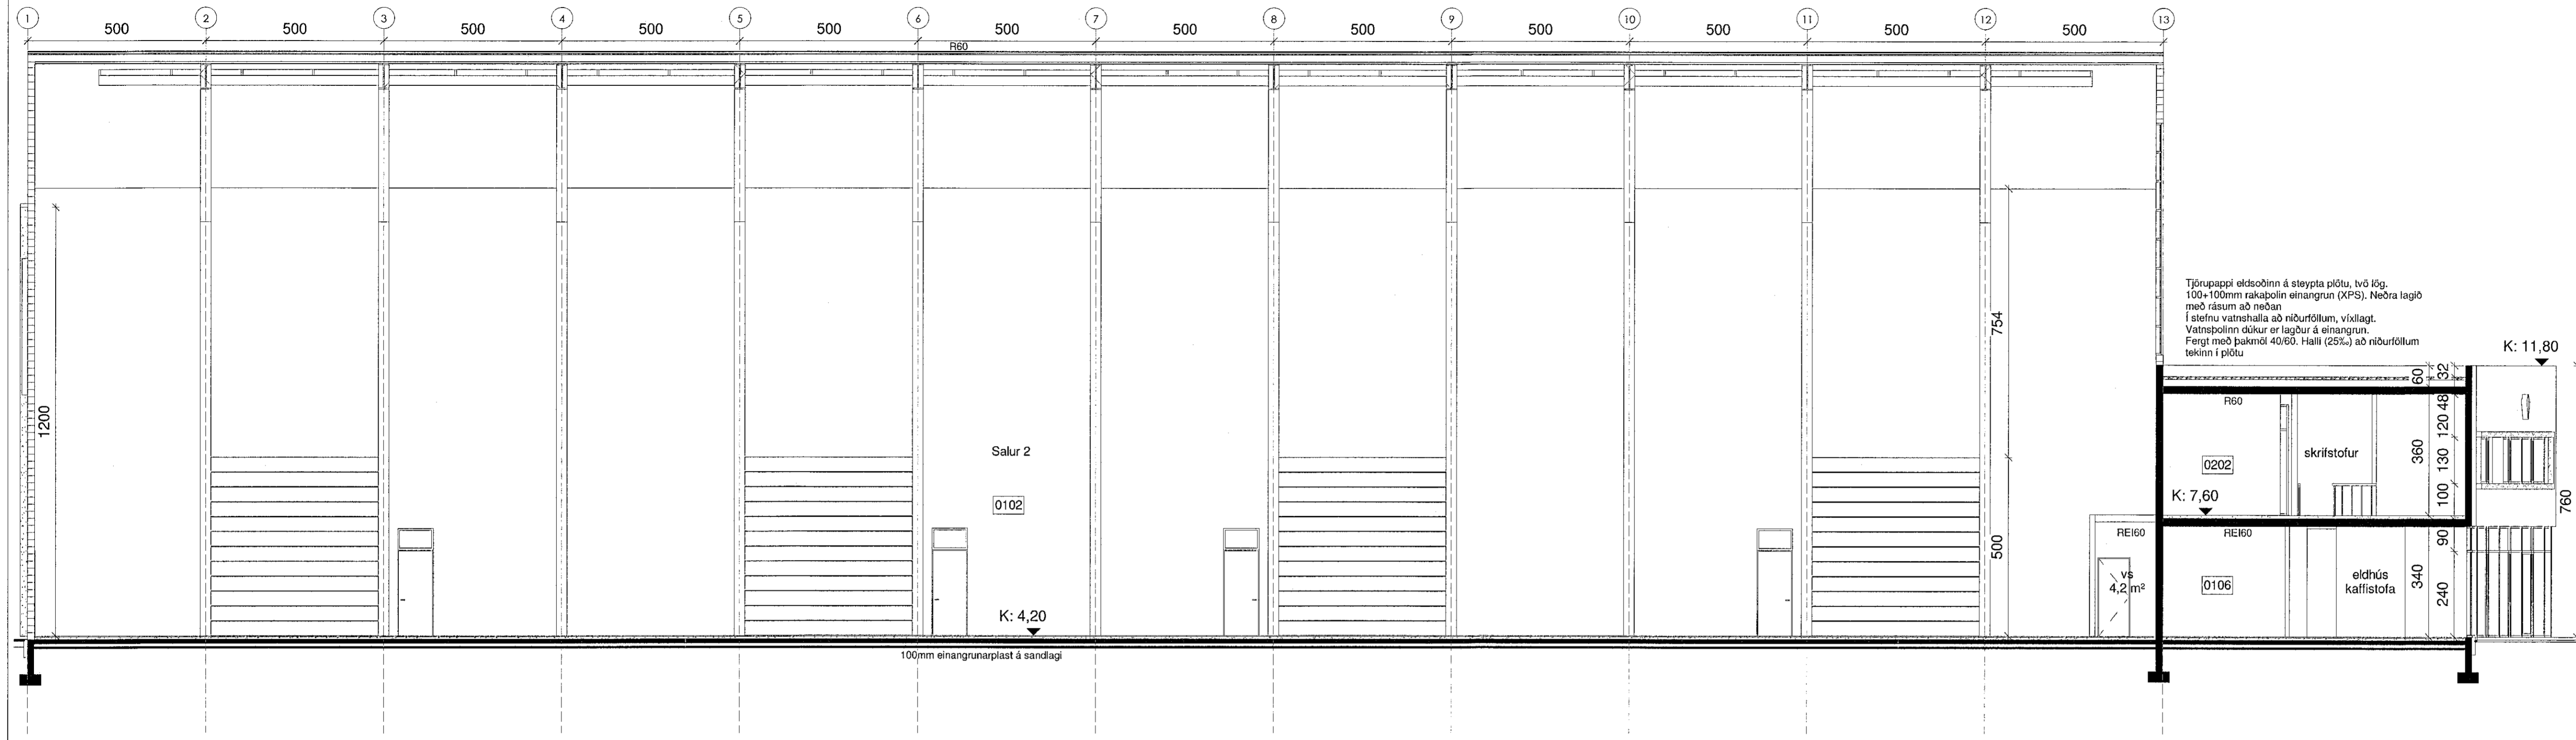 1 2 3 4 5 6 7 8 9 10 11 12 13
500 500 500 500 500 500 500 500 500 500 500 500
R60
Tjörupappi eldsoðinn á steypta plötu, tvö lög.
100+100mm rakaþolin einangrun (XPS). Neðra lagið
með rásum að neðan
Í stefnu vatnshalla að niðurföllum, víxllagt.
Vatnsþolinn dúkur er lagður á einangrun.
Fergt með þakmöl 40/60. Halli (25‰) að niðurföllum
tekinn í plötu
K: 11,80
754
1200
60
32
R60
48
120
Salur 2
skrifstofur
360
130
0202
0102
K: 7,60
100
760
500
REI60
REI60
90
vs
4,2 m²
0106
eldhús
kaffistofa
340
240
K: 4,20
100mm einangrunarplast á sandlagi